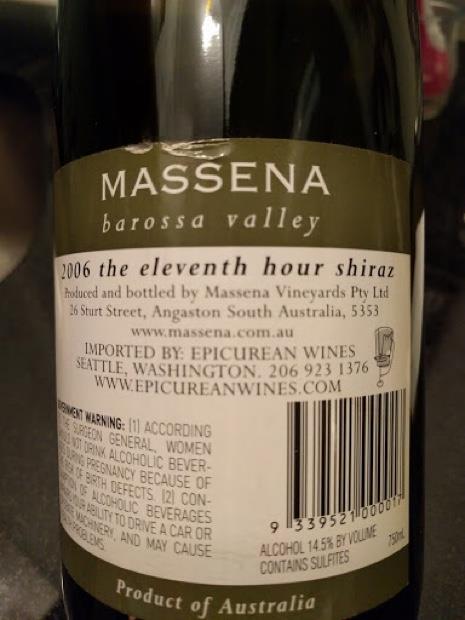 MASSENA
barossa valley
2006 the eleventh hour shiraz
Produced and bottled by Massena Vineyards Pty Ltd
26 Sturt Street, Angaston South Australia, 5353
www.massena.com.au
IMPORTED BY: EPICUREAN WINES
SEATTLE, WASHINGTON. 206 923 1376
WWW.EPICUREANWINES.COM
WARNING: (1) ACCORDING
THE SURGEON GENERAL, WOMEN
NOT DRINK ALCOHOLIC BEVER-
DURING PREGNANCY BECAUSE OF
RISK OF BIRTH DEFECTS. (2) CON-
OF ALCOHOLIC BEVERAGES
YOUR ABILITY TO DRIVE A CAR OR
MACHINERY, AND MAY CAUSE
PROBLEMS.
9 339521 000017
ALCOHOL 14.5% BY VOLUME 750mL
CONTAINS SULFITES
Product of Australia